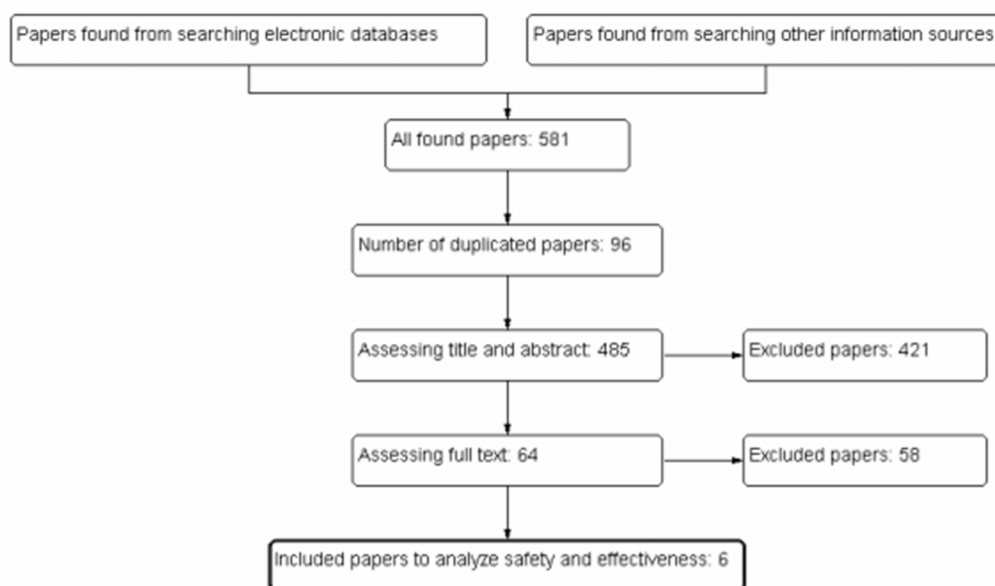 Papers found from searching electronic databases
Papers found from searching other information sources
All found papers: 581
Number of duplicated papers: 96
Assessing title and abstract: 485
Excluded papers: 421
Assessing full text: 64
Excluded papers: 58
Included papers to analyze safety and effectiveness: 6